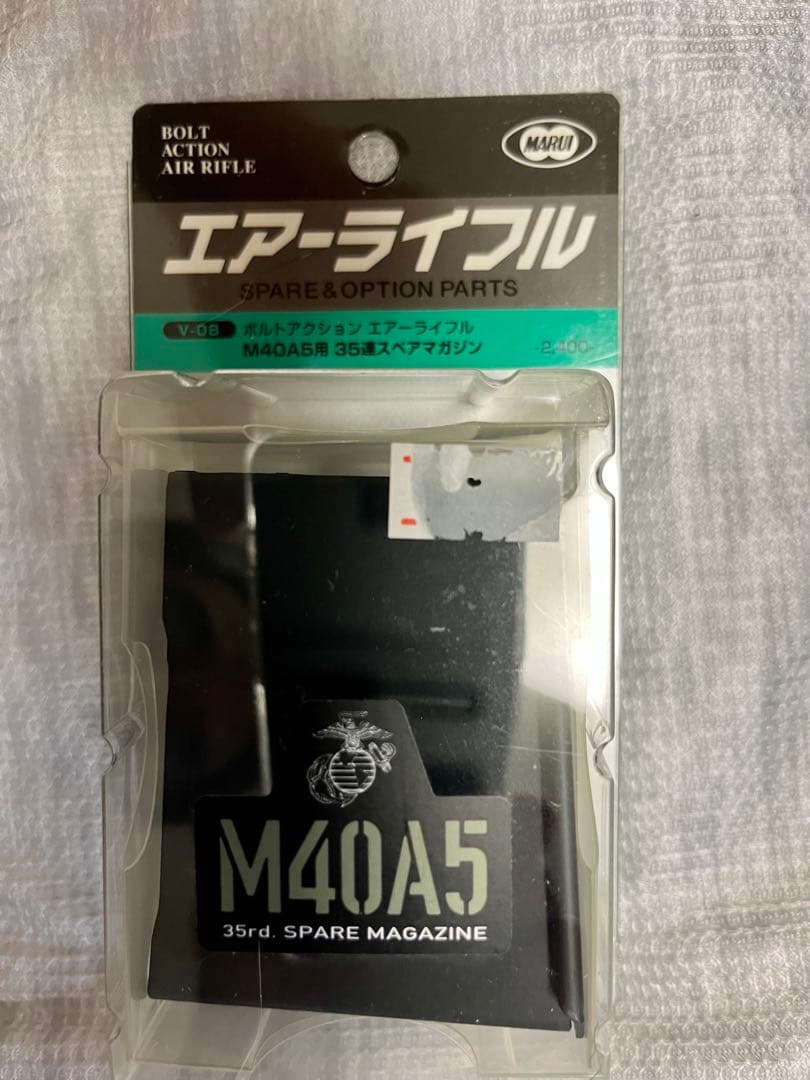 BOLT
ACTION
AIR RIFLE
MARUI
エアーライフル
SPARE & OPTION PARTS
V-08 ボルトアクション エアーライフル
M40A5用 35連スペアマガジン -2,400-
M40A5
35rd. SPARE MAGAZINE